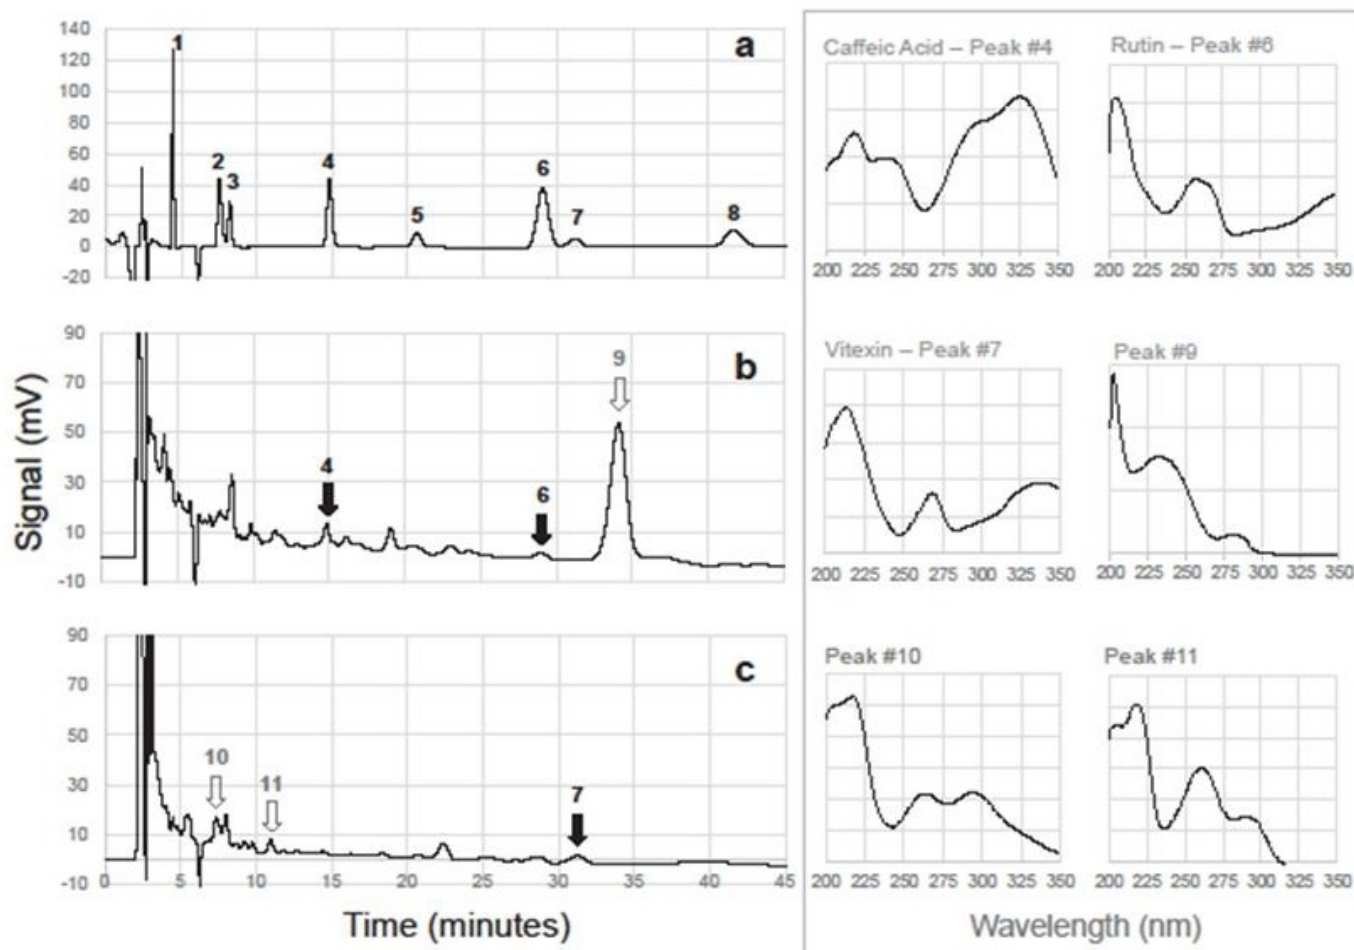 Signal (mV)
140
120
100
80
60
40
20
0
-20
1
2
3
4
5
6
7
8
a
90
70
50
30
10
-10
4
6
9
b
90
70
50
30
10
-10
10
11
7
c
0 5 10 15 20 25 30 35 40 45
Time (minutes)
Caffeic Acid – Peak #4
200 225 250 275 300 325 350
Rutin – Peak #6
200 225 250 275 300 325 350
Vitexin – Peak #7
200 225 250 275 300 325 350
Peak #9
200 225 250 275 300 325 350
Peak #10
200 225 250 275 300 325 350
Peak #11
200 225 250 275 300 325 350
Wavelength (nm)